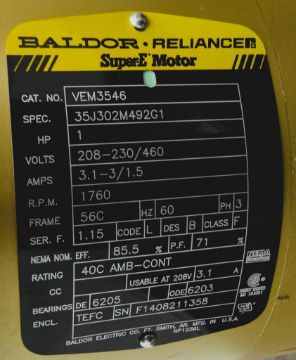 BALDOR • RELIANCE
Super-E Motor
CAT. NO. VEM3546
SPEC. 35J302M492G1
HP 1
VOLTS 208-230/460
AMPS 3.1-3/1.5
R.P.M. 1760
FRAME 56C HZ 60 PH 3
SER. F. 1.15 CODE L DES B CLASS F
NEMA NOM. EFF. 85.5 % P.F. 71 %
RATING 40C AMB-CONT
CC USABLE AT 208V 3.1 A
BEARINGS DE 6205 ODE 6203
ENCL. TEFC SN F1408211358
BALDOR ELECTRIC CO. FT. SMITH, AR. MFG. IN U.S.A.
NP1256L
NEMA
Premium